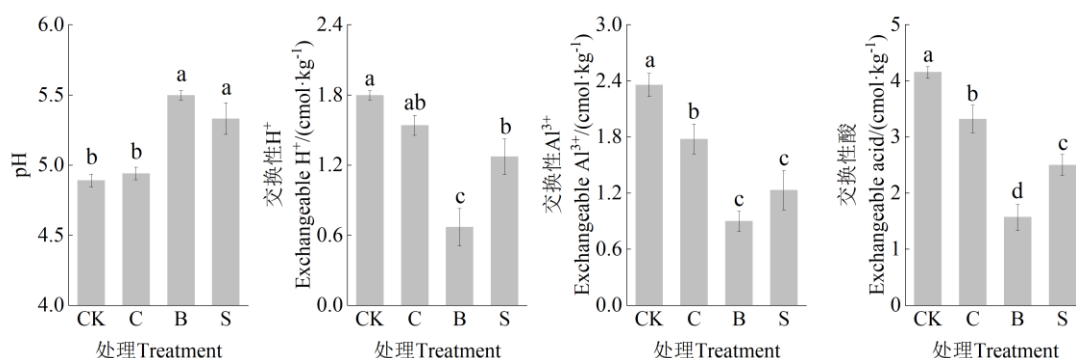 pH
6.0
5.5
5.0
4.5
4.0
b
b
a
a
CK
C
B
S
处理Treatment
交换性H⁺
Exchangeable H⁺/(cmol·kg⁻¹)
2.4
1.8
1.2
0.6
0.0
a
ab
c
b
CK
C
B
S
处理Treatment
交换性Al³⁺
Exchangeable Al³⁺/(cmol·kg⁻¹)
3.0
2.4
1.8
1.2
0.6
0.0
a
b
c
c
CK
C
B
S
处理Treatment
交换性酸
Exchangeable acid/(cmol·kg⁻¹)
5
4
3
2
1
0
a
b
d
c
CK
C
B
S
处理Treatment